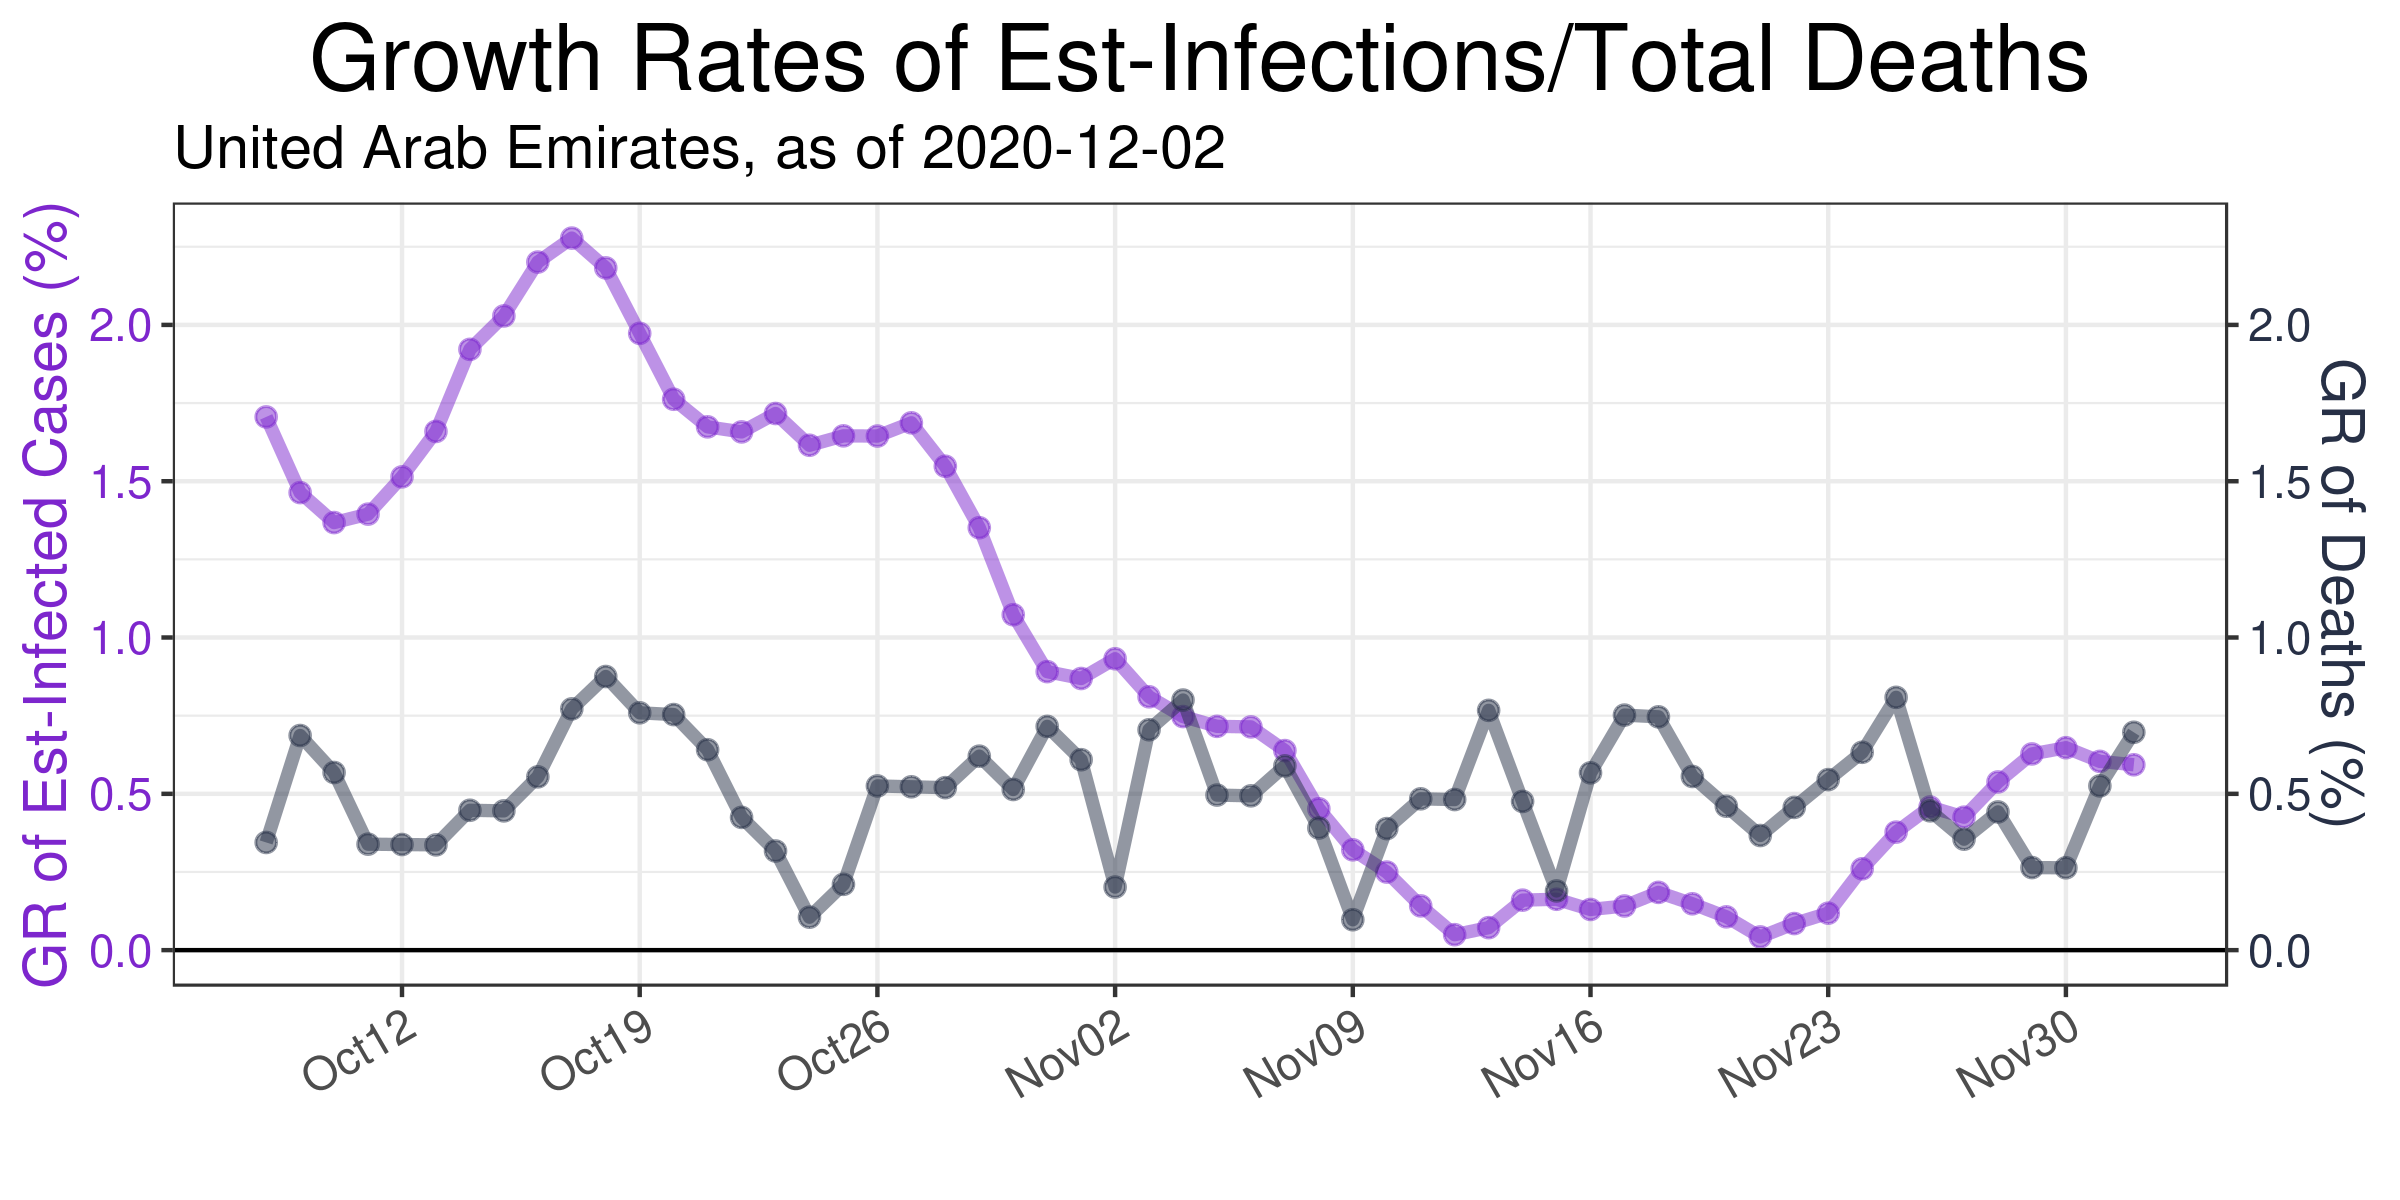 Growth Rates of Est-Infections/Total Deaths
United Arab Emirates, as of 2020-12-02
GR of Est-Infected Cases (%)
2.0
1.5
1.0
0.5
0.0
2.0
1.5
1.0
0.5
0.0
GR of Deaths (%)
Oct12
Oct19
Oct26
Nov02
Nov09
Nov16
Nov23
Nov30